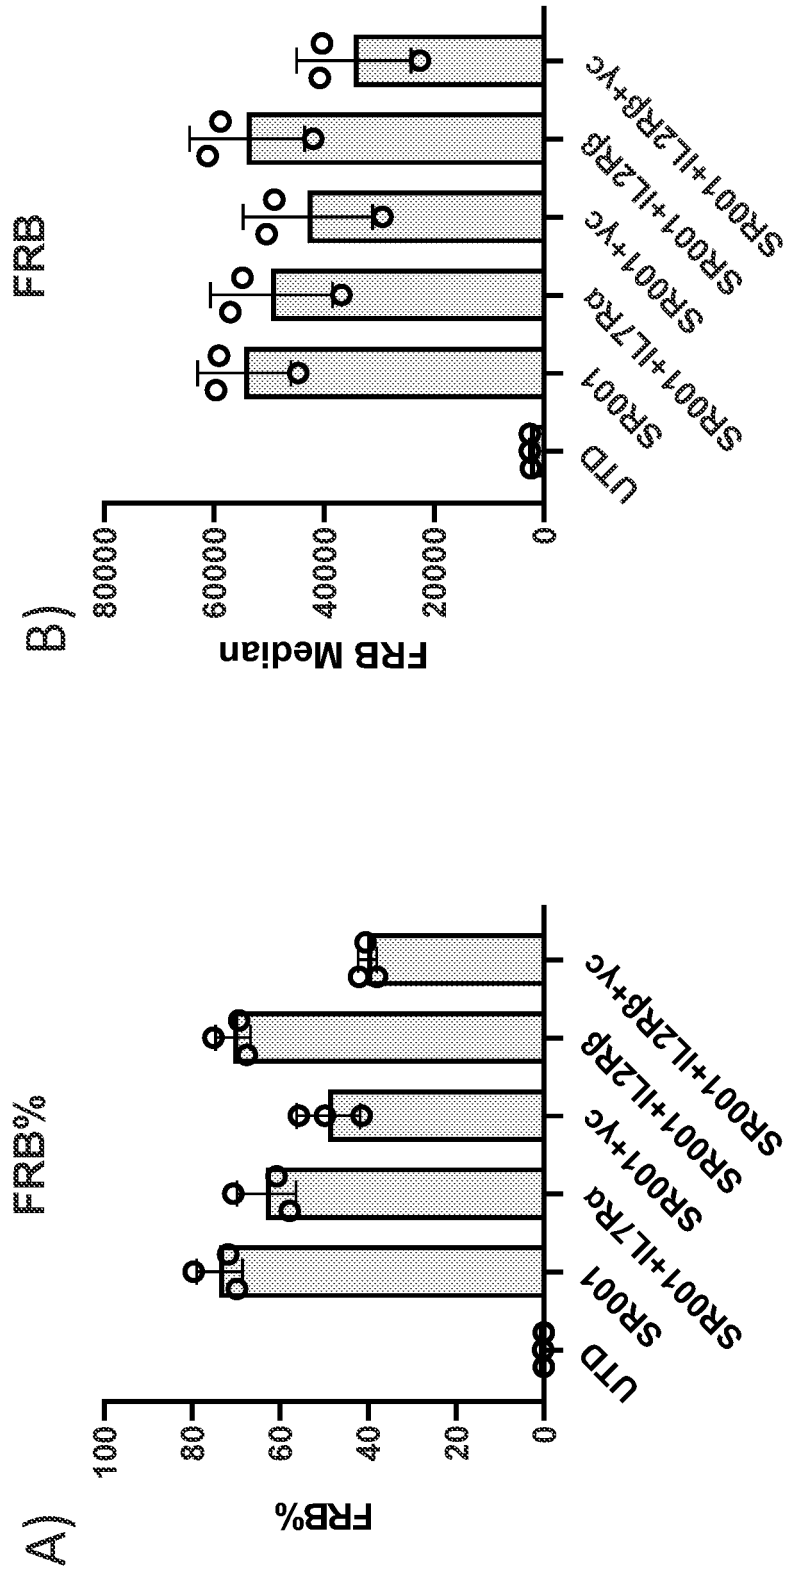 A)
FRB%
FRB%
100
80
60
40
20
0
UTD
SR001
SR001+IL7Rα
SR001+γc
SR001+IL2Rβ
SR001+IL2Rβ+γc
B)
FRB
FRB Median
80000
60000
40000
20000
0
UTD
SR001
SR001+IL7Rα
SR001+γc
SR001+IL2Rβ
SR001+IL2Rβ+γc